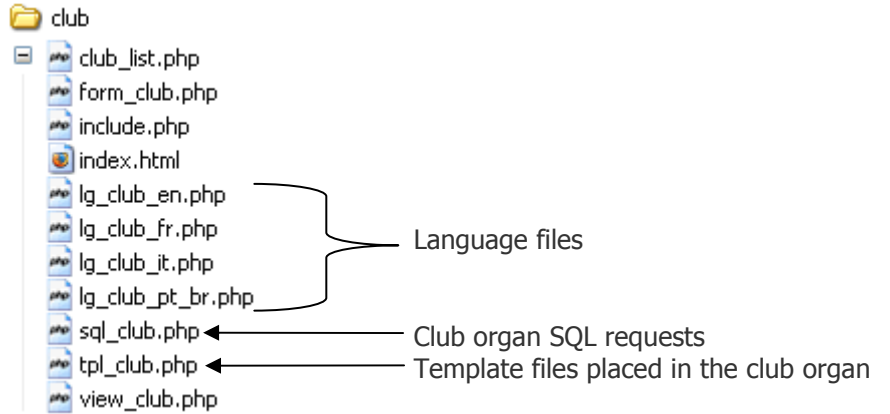 club
club_list.php
form_club.php
include.php
index.html
lg_club_en.php
lg_club_fr.php
lg_club_it.php
lg_club_pt_br.php
Language files
sql_club.php
Club organ SQL requests
tpl_club.php
Template files placed in the club organ
view_club.php